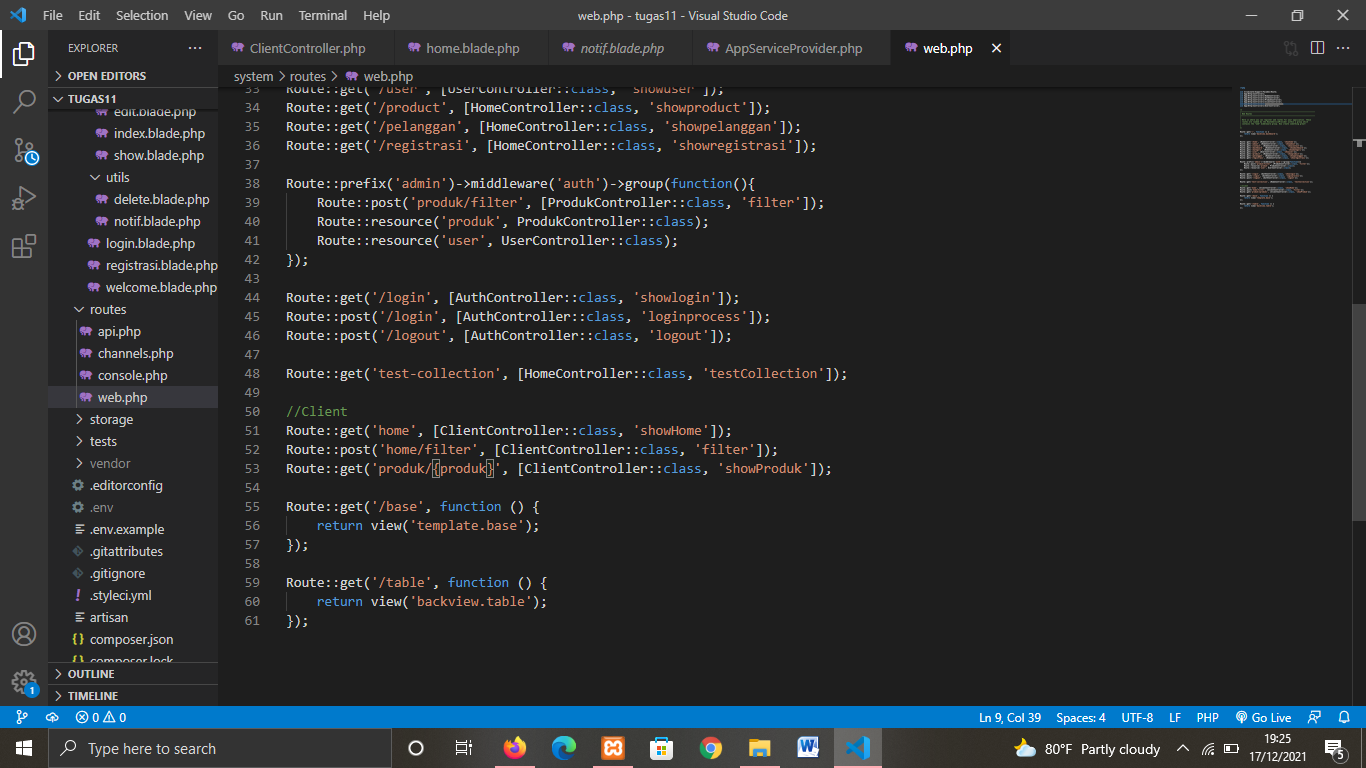 File Edit Selection View Go Run Terminal Help
web.php - tugas11 - Visual Studio Code
EXPLORER
OPEN EDITORS
TUGAS11
edit.blade.php
index.blade.php
show.blade.php
utils
delete.blade.php
notif.blade.php
login.blade.php
registrasi.blade.php
welcome.blade.php
routes
api.php
channels.php
console.php
web.php
storage
tests
vendor
.editorconfig
.env
.env.example
.gitattributes
.gitignore
.styleci.yml
artisan
composer.json
composer.lock
OUTLINE
TIMELINE
ClientController.php home.blade.php notif.blade.php AppServiceProvider.php web.php
system > routes > web.php
33 Route::get('/user', [UserController::class, 'showuser']);
34 Route::get('/product', [HomeController::class, 'showproduct']);
35 Route::get('/pelanggan', [HomeController::class, 'showpelanggan']);
36 Route::get('/registrasi', [HomeController::class, 'showregistrasi']);
37
38 Route::prefix('admin')->middleware('auth')->group(function(){
39 Route::post('produk/filter', [ProdukController::class, 'filter']);
40 Route::resource('produk', ProdukController::class);
41 Route::resource('user', UserController::class);
42 });
43
44 Route::get('/login', [AuthController::class, 'showlogin']);
45 Route::post('/login', [AuthController::class, 'loginprocess']);
46 Route::post('/logout', [AuthController::class, 'logout']);
47
48 Route::get('test-collection', [HomeController::class, 'testCollection']);
49
50 //Client
51 Route::get('home', [ClientController::class, 'showHome']);
52 Route::post('home/filter', [ClientController::class, 'filter']);
53 Route::get('produk/{produk}', [ClientController::class, 'showProduk']);
54
55 Route::get('/base', function () {
56 return view('template.base');
57 });
58
59 Route::get('/table', function () {
60 return view('backview.table');
61 });
1
0 0
Ln 9, Col 39 Spaces: 4 UTF-8 LF PHP Go Live
Type here to search
80°F Partly cloudy
19:25
17/12/2021
5